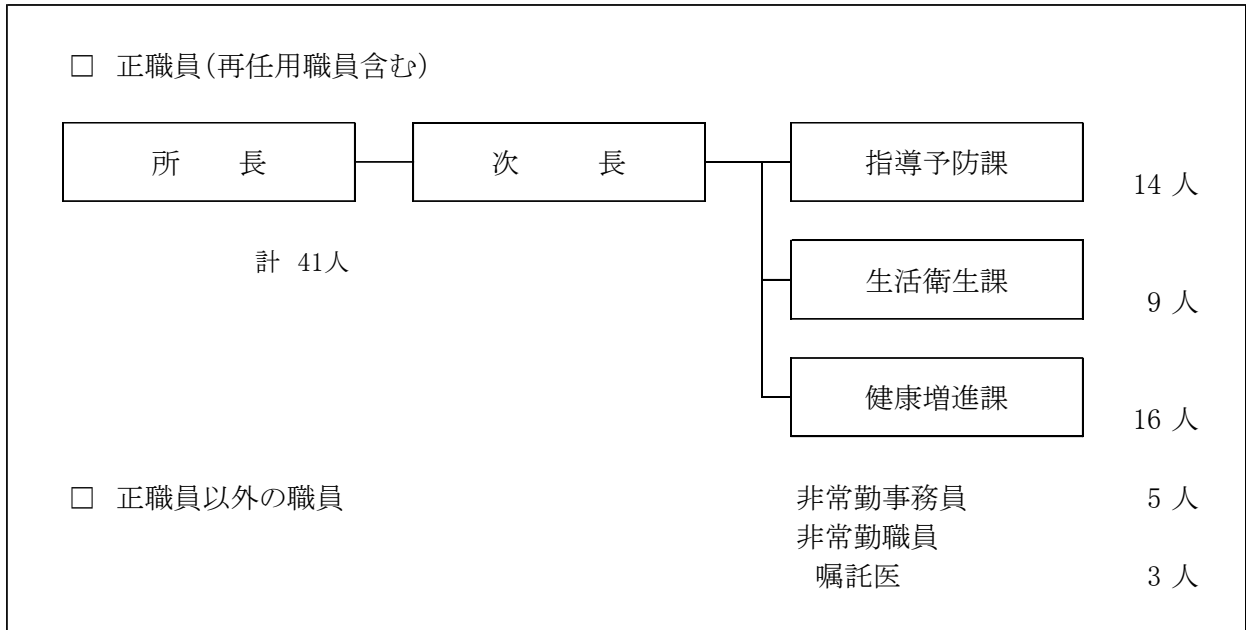 □ 正職員(再任用職員含む)
所 長 次 長 指導予防課 14 人
計 41人
生活衛生課 9 人
健康増進課 16 人
□ 正職員以外の職員 非常勤事務員 5 人
非常勤職員
嘱託医 3 人